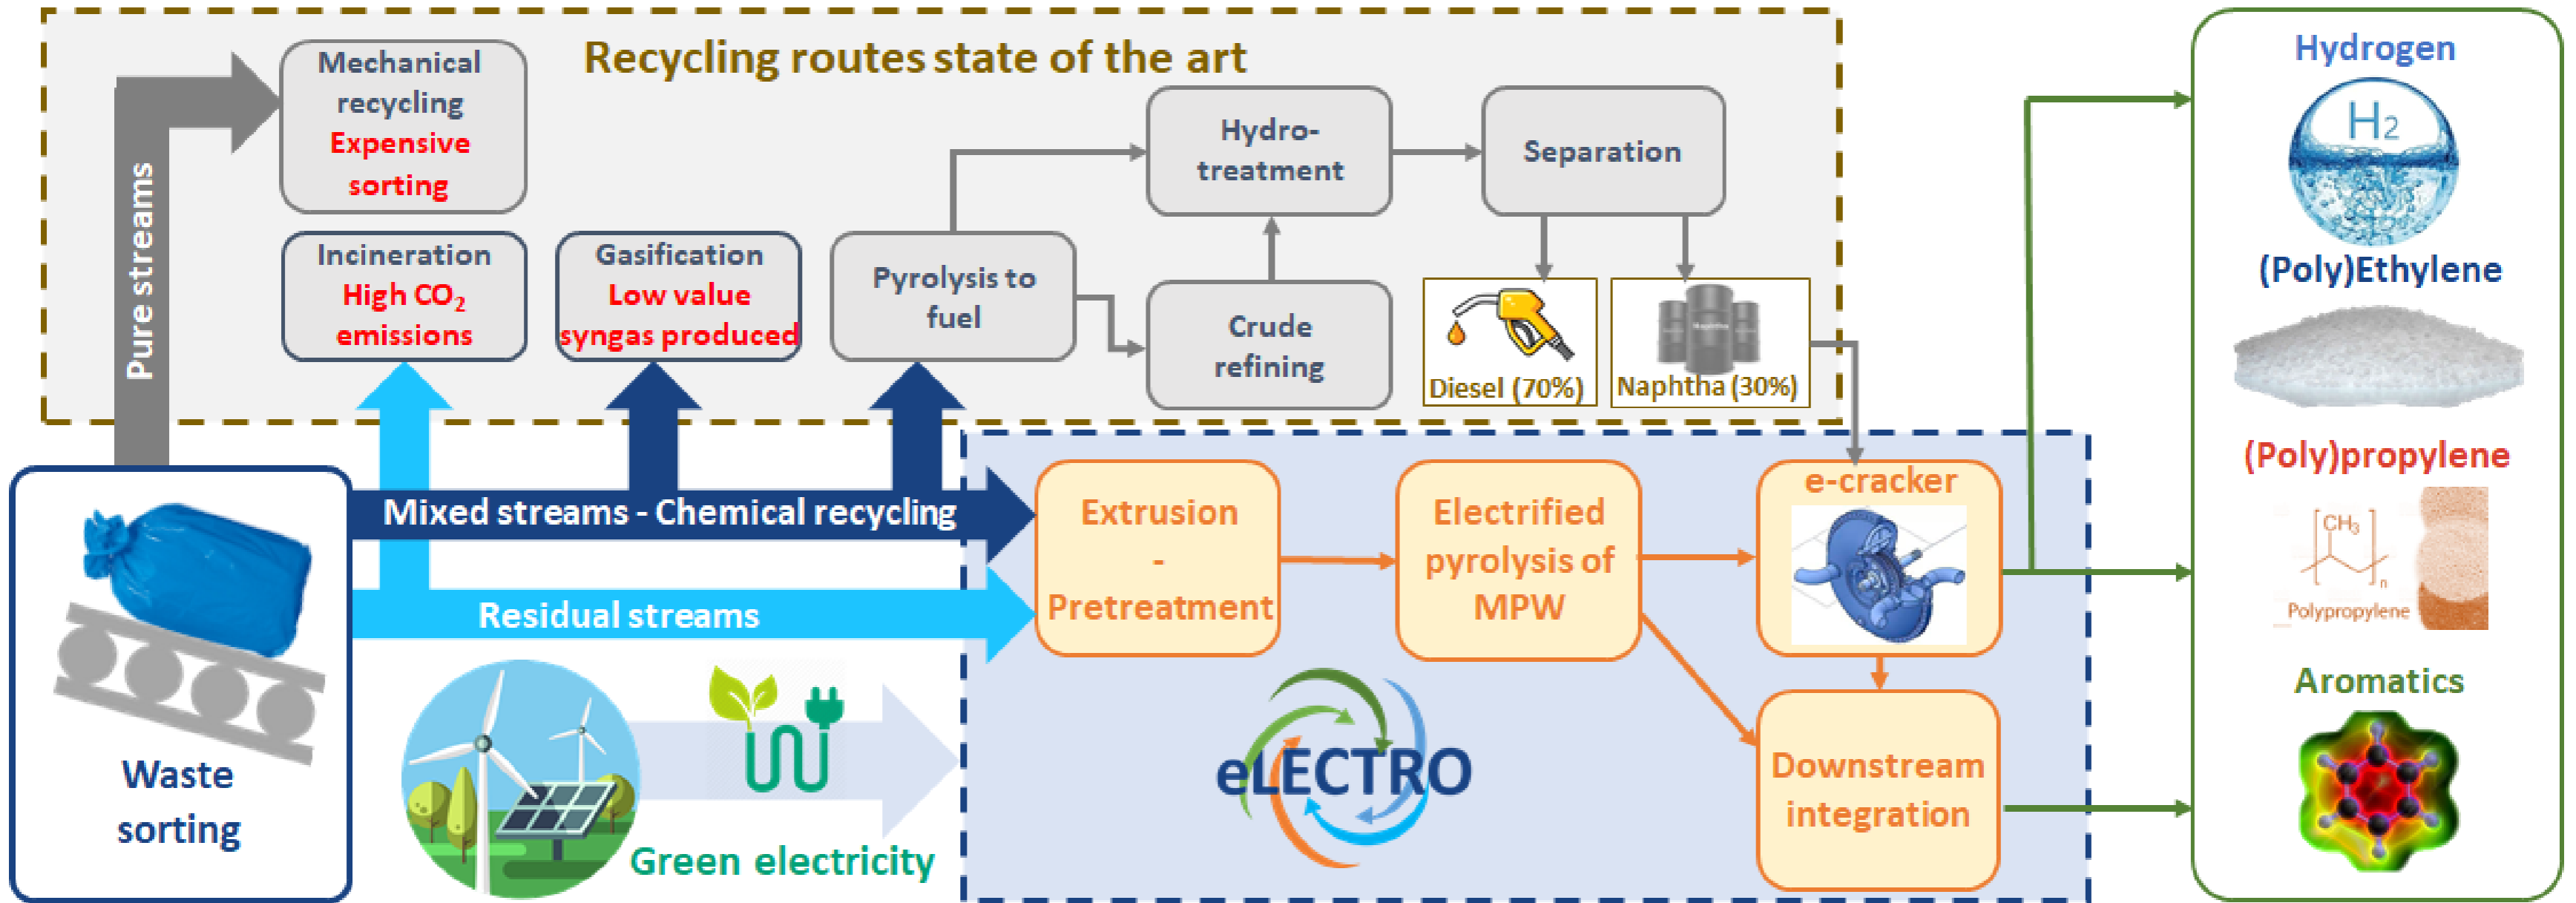 Recycling routes state of the art
Pure streams
Mechanical
recycling
Expensive
sorting
Incineration
High CO₂
emissions
Gasification
Low value
syngas produced
Pyrolysis to
fuel
Hydro-
treatment
Crude
refining
Separation
Diesel (70%)
Naphtha
Naphtha (30%)
Waste
sorting
Mixed streams - Chemical recycling
Residual streams
Green electricity
Extrusion
-
Pretreatment
Electrified
pyrolysis of
MPW
e-cracker
Downstream
integration
eLECTRO
Hydrogen
H₂
(Poly)Ethylene
(Poly)propylene
CH₃
n
Polypropylene
Aromatics